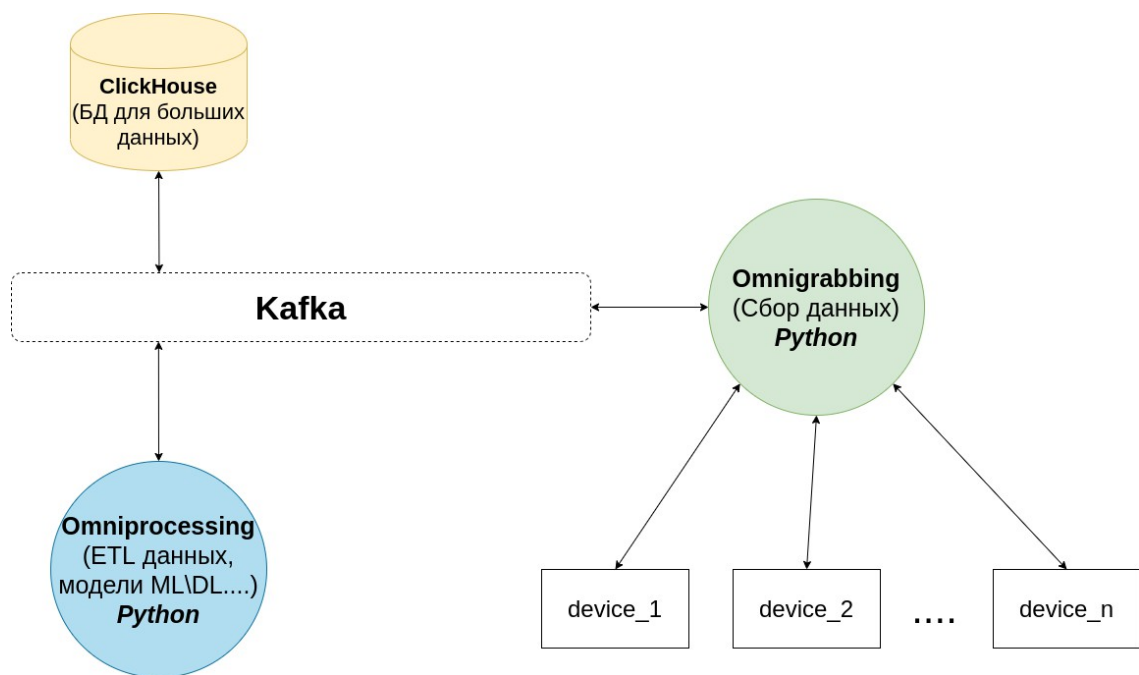 ClickHouse
(БД для больших
данных)
Kafka
Omnigrabbing
(Сбор данных)
Python
Omniprocessing
(ETL данных,
модели ML\DL....)
Python
device_1
device_2
....
device_n